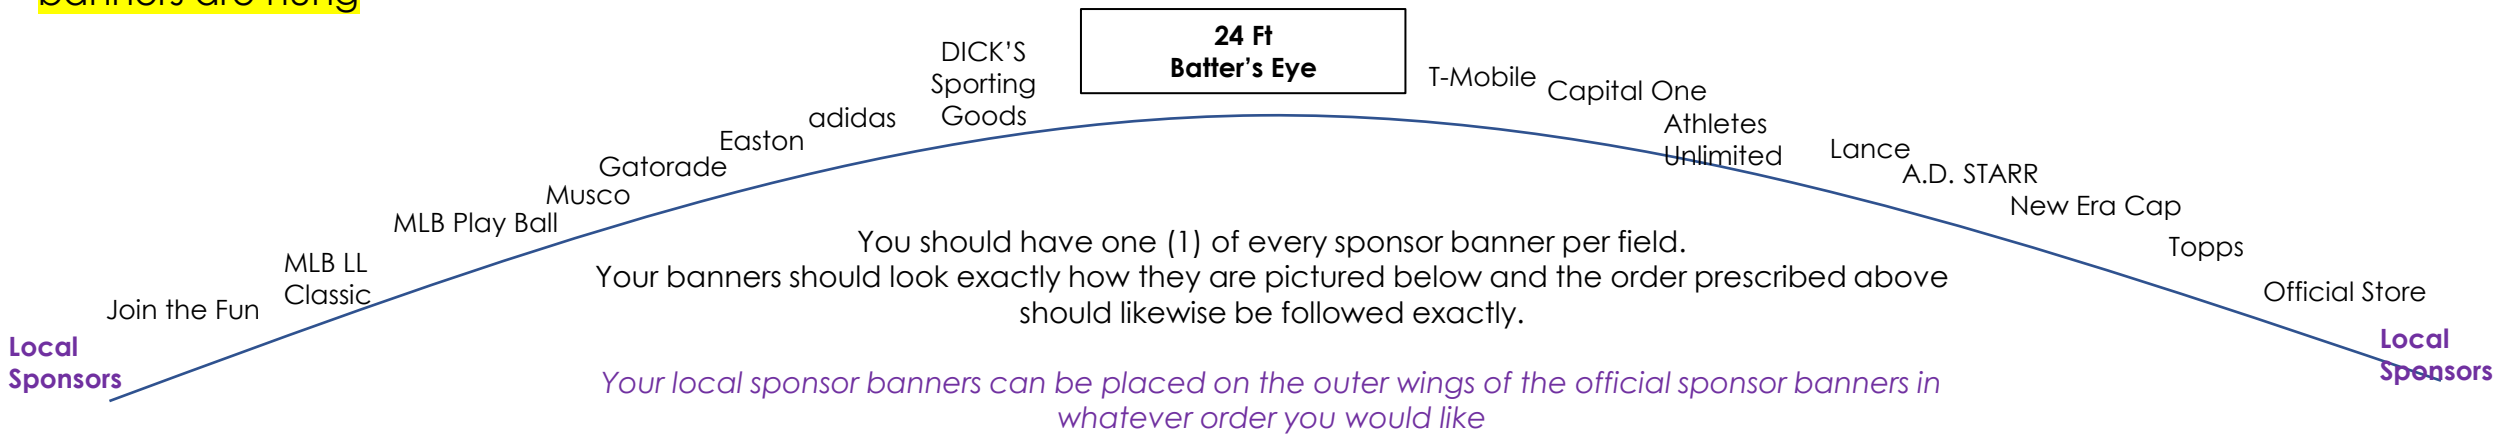 banners are hung
24 Ft
Batter’s Eye
DICK’S
Sporting
Goods
T-Mobile
Capital One
adidas
Athletes
Unlimited
Easton
Lance
Gatorade
A.D. STARR
Musco
New Era Cap
MLB Play Ball
Topps
MLB LL
Classic
Official Store
Join the Fun
Local
Sponsors
Local
Sponsors
You should have one (1) of every sponsor banner per field.
Your banners should look exactly how they are pictured below and the order prescribed above
should likewise be followed exactly.
Your local sponsor banners can be placed on the outer wings of the official sponsor banners in
whatever order you would like